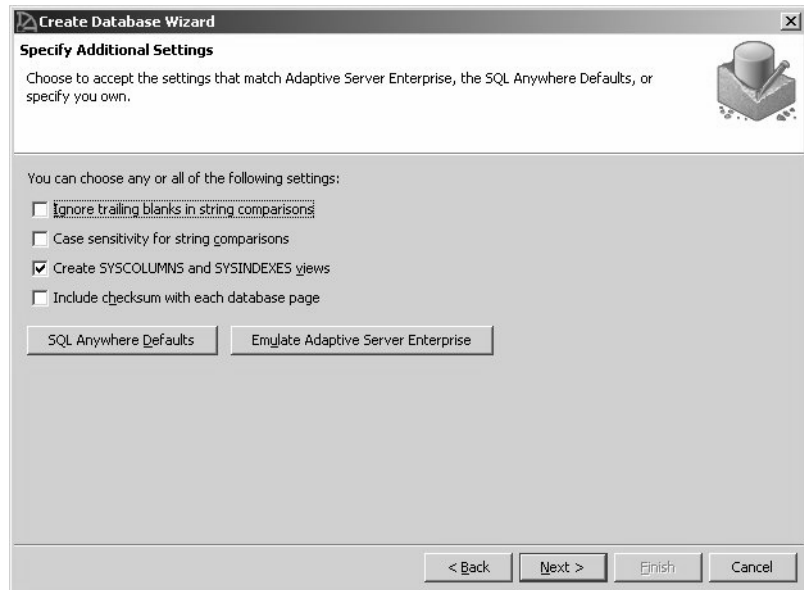 Create Database Wizard
Specify Additional Settings
Choose to accept the settings that match Adaptive Server Enterprise, the SQL Anywhere Defaults, or
specify you own.
You can choose any or all of the following settings:
Ignore trailing blanks in string comparisons
Case sensitivity for string comparisons
Create SYSCOLUMNS and SYSINDEXES views
Include checksum with each database page
SQL Anywhere Defaults
Emulate Adaptive Server Enterprise
< Back
Next >
Finish
Cancel